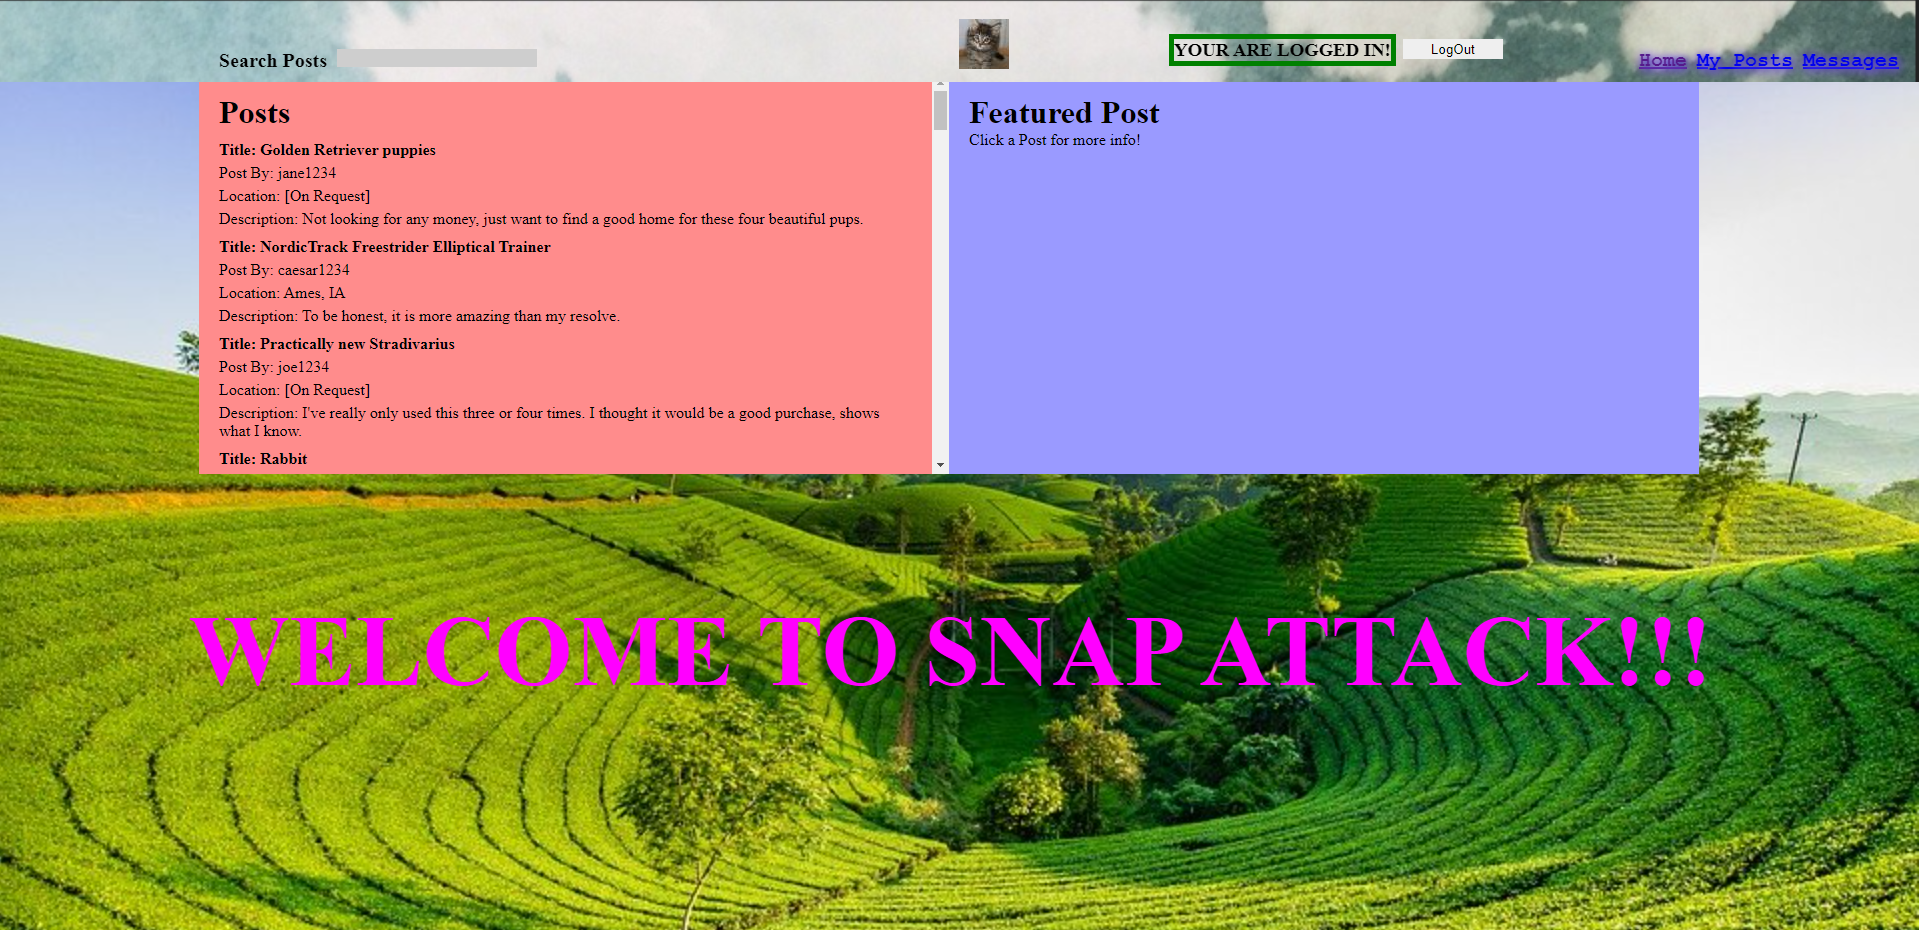 Search Posts
YOUR ARE LOGGED IN!
LogOut
Home My Posts Messages
Posts
Title: Golden Retriever puppies
Post By: jane1234
Location: [On Request]
Description: Not looking for any money, just want to find a good home for these four beautiful pups.
Title: NordicTrack Freestrider Elliptical Trainer
Post By: caesar1234
Location: Ames, IA
Description: To be honest, it is more amazing than my resolve.
Title: Practically new Stradivarius
Post By: joe1234
Location: [On Request]
Description: I've really only used this three or four times. I thought it would be a good purchase, shows
what I know.
Title: Rabbit
Featured Post
Click a Post for more info!
WELCOME TO SNAP ATTACK!!!